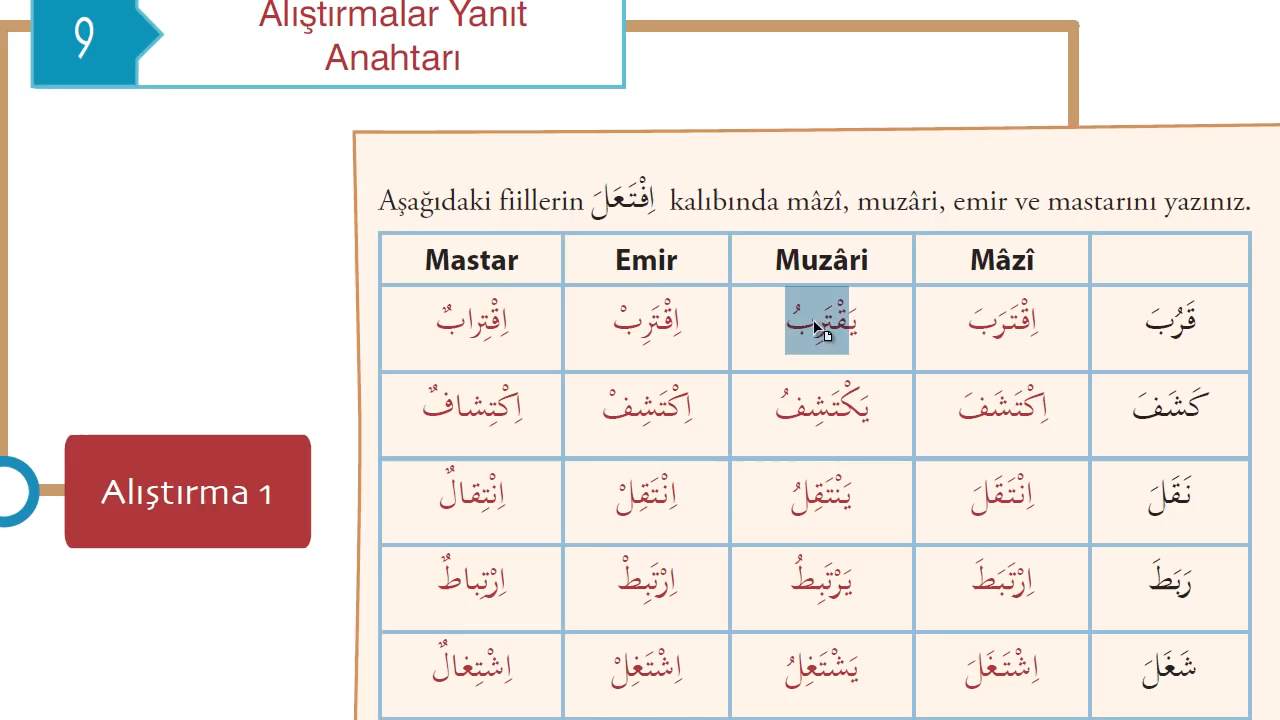 9
Alıştırmalar Yanıt
Anahtarı
Aşağıdaki fiillerin اِفْتَعَلَ kalıbında mâzî, muzâri, emir ve mastarını yazınız.
Mastar Emir Muzâri Mâzî
اِقْتِرابٌ اِقْتَرِبْ يَقْتَرِبُ اِقْتَرَبَ قَرُبَ
اِكْتِشافٌ اِكْتَشِفْ يَكْتَشِفُ اِكْتَشَفَ كَشَفَ
اِنْتِقالٌ اِنْتَقِلْ يَنْتَقِلُ اِنْتَقَلَ نَقَلَ
اِرْتِباطٌ اِرْتَبِطْ يَرْتَبِطُ اِرْتَبَطَ رَبَطَ
اِشْتِغالٌ اِشْتَغِلْ يَشْتَغِلُ اِشْتَغَلَ شَغَلَ
Alıştırma 1